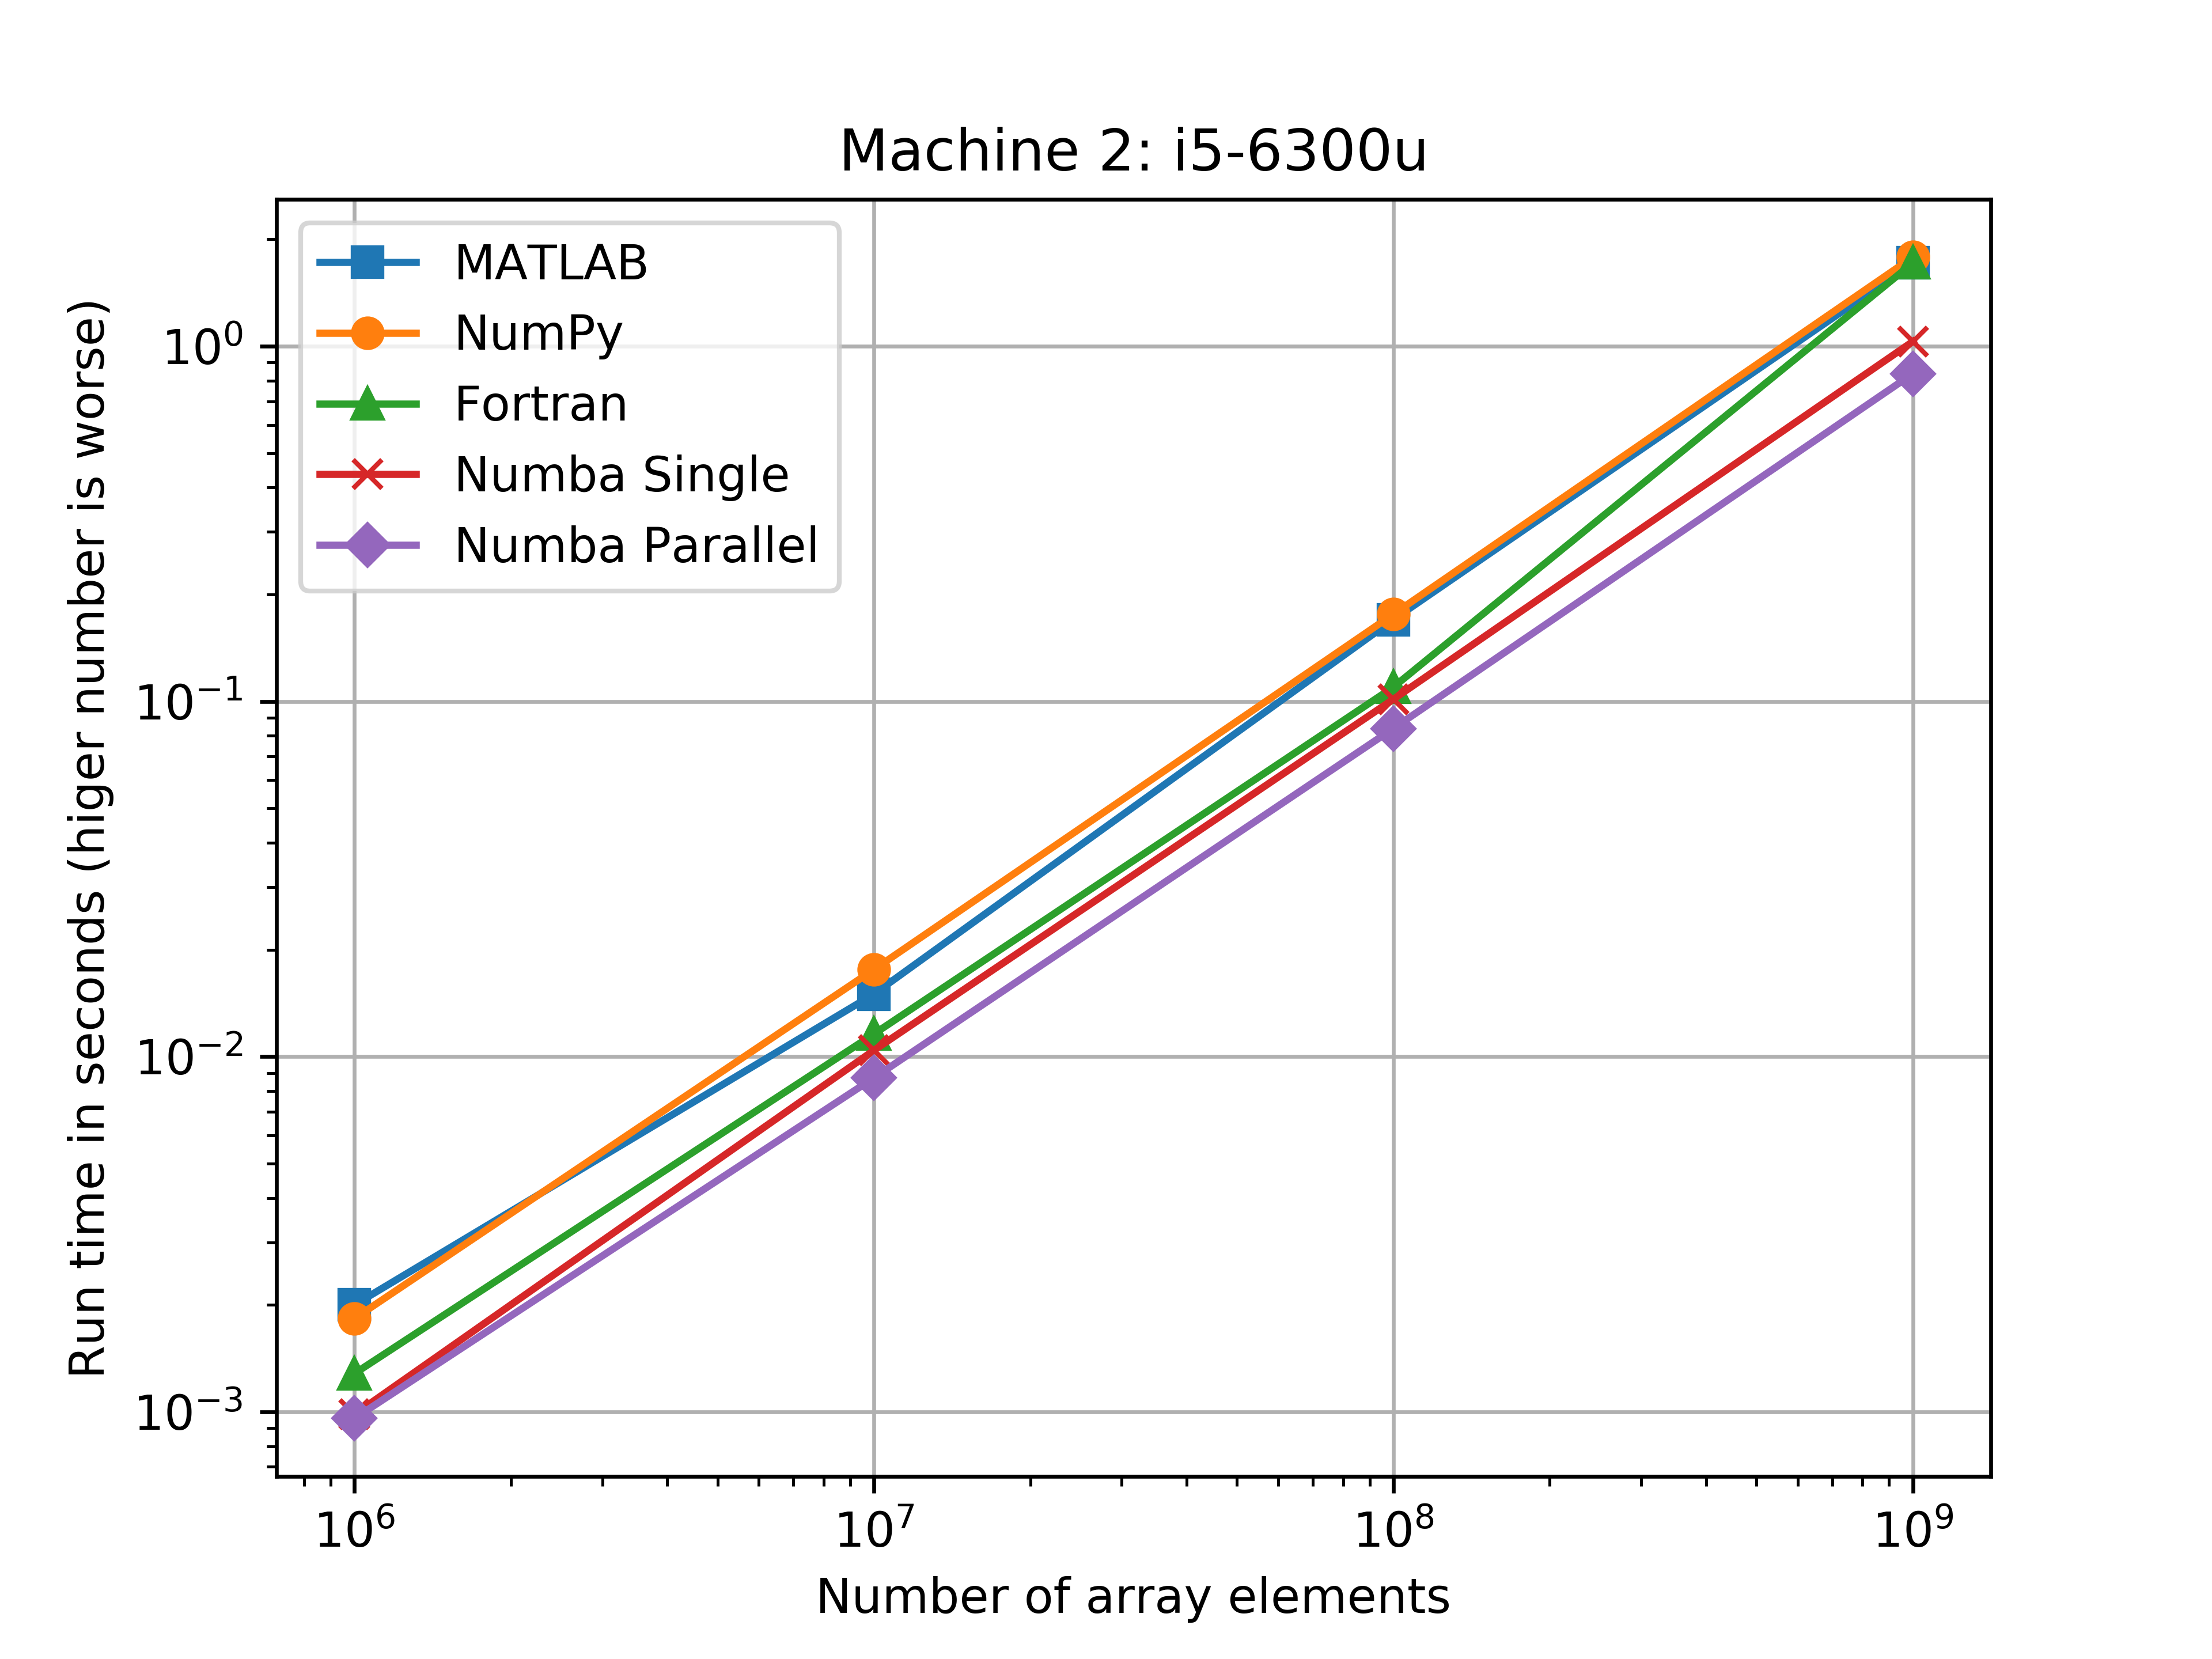 Machine 2: i5-6300u
MATLAB
NumPy
Fortran
Numba Single
Numba Parallel
Run time in seconds (higer number is worse)
10⁰
10⁻¹
10⁻²
10⁻³
10⁶ 10⁷ 10⁸ 10⁹
Number of array elements